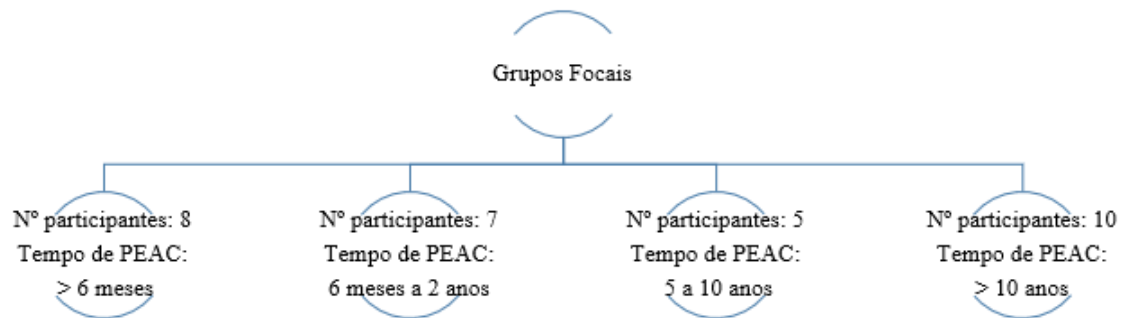 Grupos Focais
Nº participantes: 8
Tempo de PEAC:
> 6 meses
Nº participantes: 7
Tempo de PEAC:
6 meses a 2 anos
Nº participantes: 5
Tempo de PEAC:
5 a 10 anos
Nº participantes: 10
Tempo de PEAC:
> 10 anos